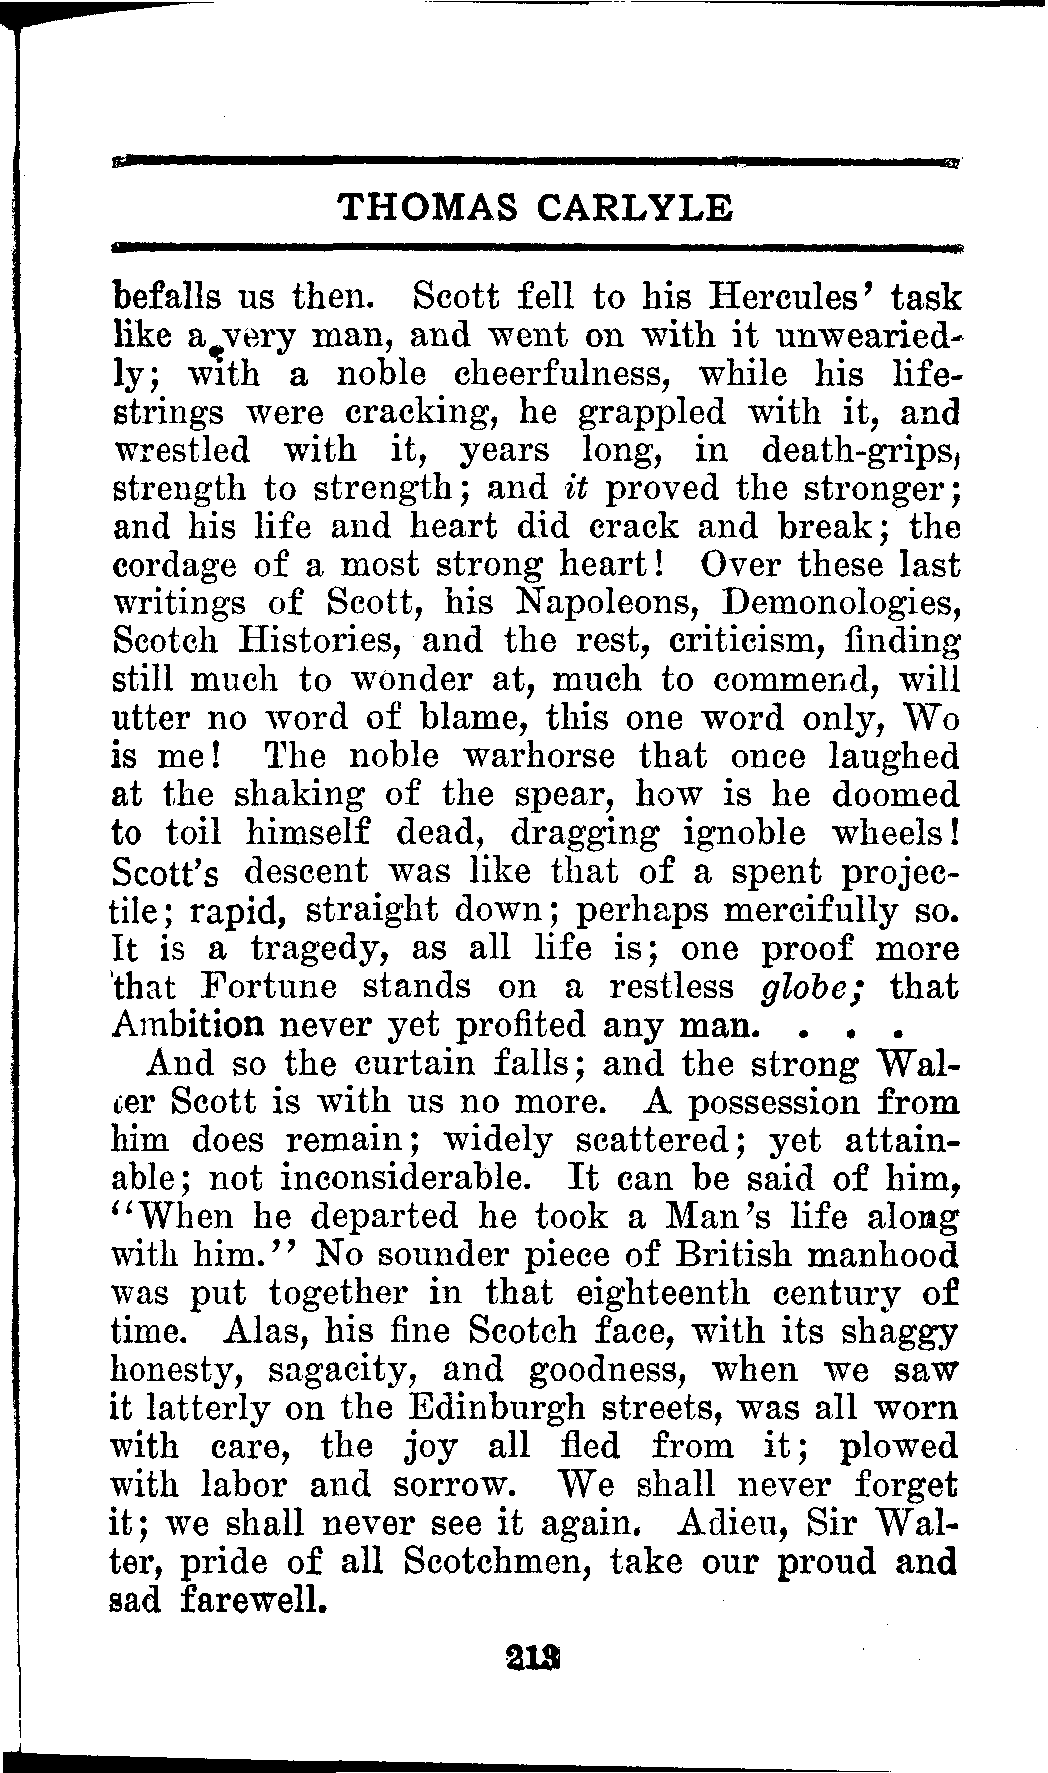 THOMAS CARLYLE
befalls us then. Scott fell to his Hercules' task
like a very man, and went on with it unwearied-
ly; with a noble cheerfulness, while his life-
strings were cracking, he grappled with it, and
wrestled with it, years long, in death-grips,
strength to strength; and it proved the stronger;
and his life and heart did crack and break; the
cordage of a most strong heart! Over these last
writings of Scott, his Napoleons, Demonologies,
Scotch Histories, and the rest, criticism, finding
still much to wonder at, much to commend, will
utter no word of blame, this one word only, Wo
is me! The noble warhorse that once laughed
at the shaking of the spear, how is he doomed
to toil himself dead, dragging ignoble wheels!
Scott's descent was like that of a spent projec-
tile; rapid, straight down; perhaps mercifully so.
It is a tragedy, as all life is; one proof more
that Fortune stands on a restless globe; that
Ambition never yet profited any man. . . .
And so the curtain falls; and the strong Wal-
ter Scott is with us no more. A possession from
him does remain; widely scattered; yet attain-
able; not inconsiderable. It can be said of him,
"When he departed he took a Man's life along
with him." No sounder piece of British manhood
was put together in that eighteenth century of
time. Alas, his fine Scotch face, with its shaggy
honesty, sagacity, and goodness, when we saw
it latterly on the Edinburgh streets, was all worn
with care, the joy all fled from it; plowed
with labor and sorrow. We shall never forget
it; we shall never see it again. Adieu, Sir Wal-
ter, pride of all Scotchmen, take our proud and
sad farewell.
213